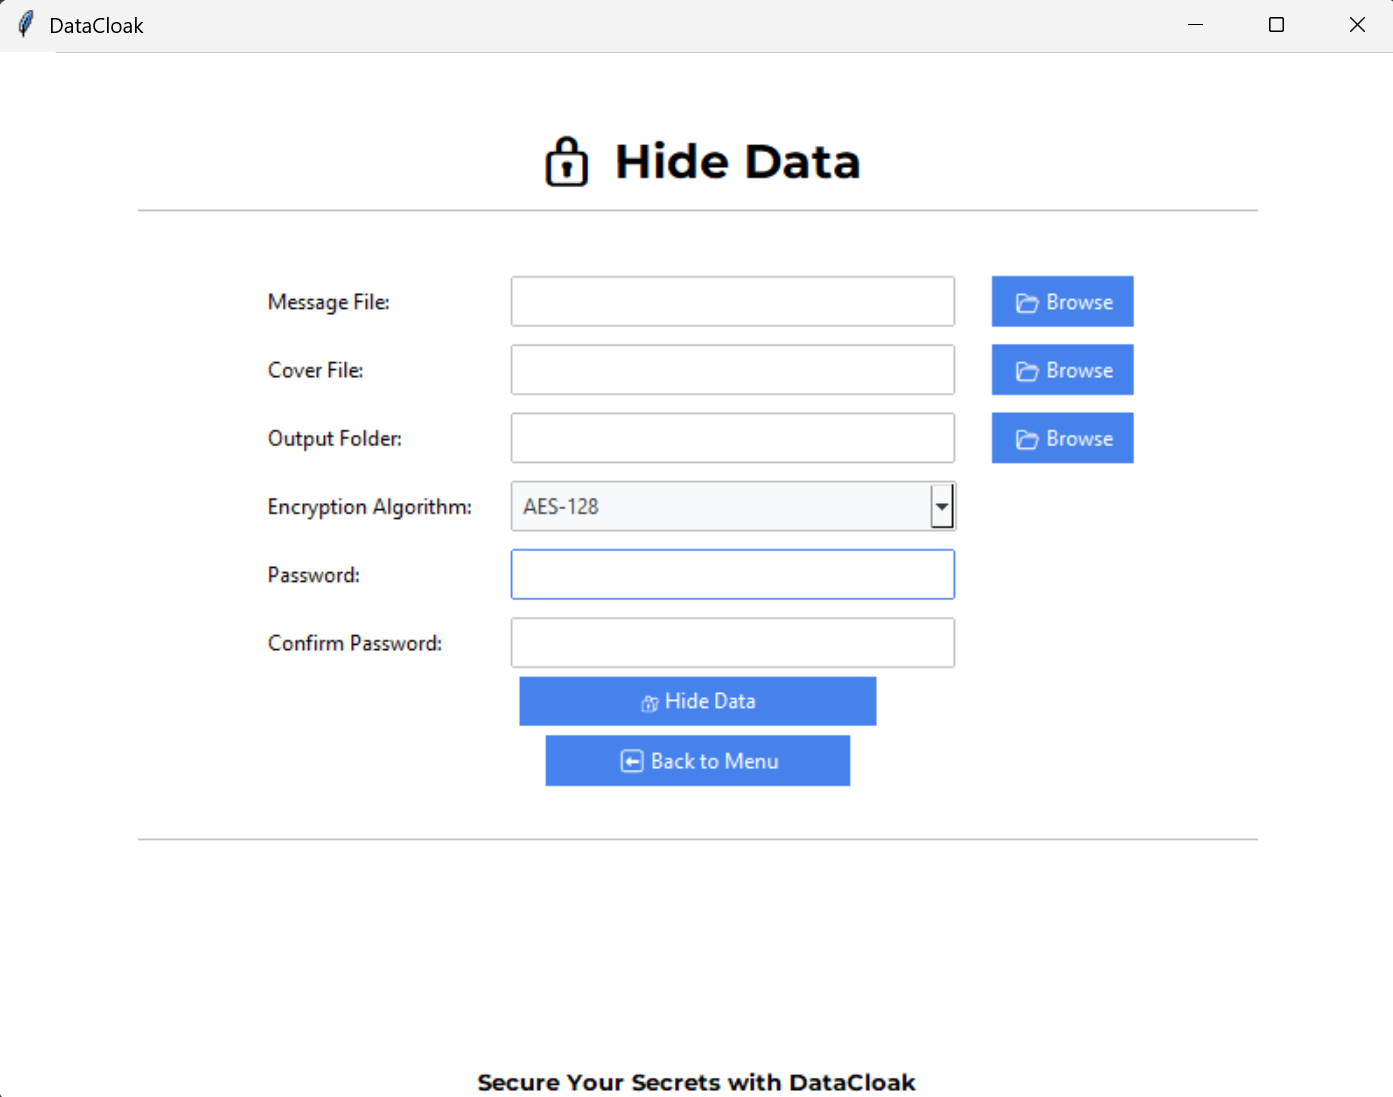 DataCloak
Hide Data
Message File:
Browse
Cover File:
Browse
Output Folder:
Browse
Encryption Algorithm:
AES-128
Password:
Confirm Password:
Hide Data
Back to Menu
Secure Your Secrets with DataCloak